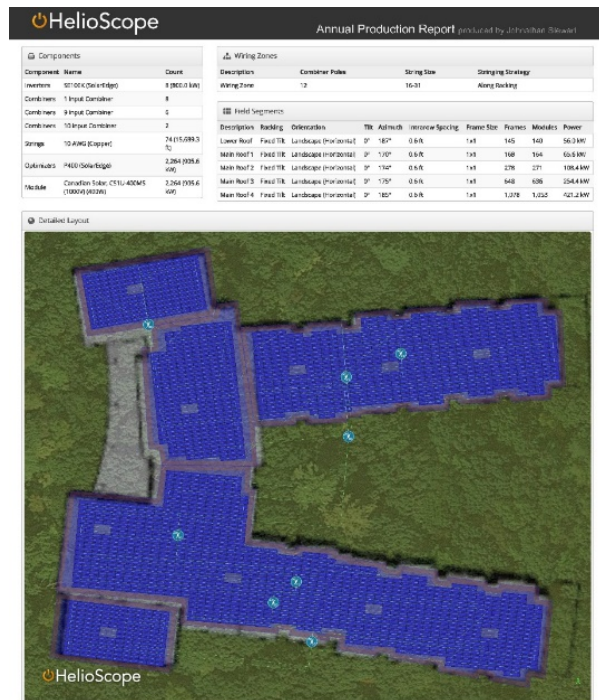 HelioScope
Annual Production Report produced by Johnathan Stewart
Components
Component Name Count
Inverters SE100K (SolarEdge) 8 (800.0 kW)
Combiners 1 Input Combiner 8
Combiners 9 Input Combiner 6
Combiners 10 Input Combiner 2
Strings 10 AWG (Copper) 74 (15,689.3
ft)
Optimizers P400 (SolarEdge) 2,264 (905.6
kW)
Module Canadian Solar, CS1U-400MS 2,264 (905.6
(1000V) (400W) kW)
Wiring Zones
Description Combiner Poles String Size Stringing Strategy
Wiring Zone 12 Along Racking
Field Segments
Description Racking Orientation Tilt Azimuth Intrarow Spacing Frame Size Frames Modules Power
Lower Roof Fixed Tilt Landscape (Horizontal) 0° 187° 0.6 ft 1x1 145 140 56.0 kW
Main Roof 1 Fixed Tilt Landscape (Horizontal) 0° 170° 0.6 ft 1x1 168 164 65.6 kW
Main Roof 2 Fixed Tilt Landscape (Horizontal) 0° 174° 0.6 ft 1x1 278 271 108.4 kW
Main Roof 3 Fixed Tilt Landscape (Horizontal) 0° 175° 0.6 ft 1x1 648 636 254.4 kW
Main Roof 4 Fixed Tilt Landscape (Horizontal) 0° 185° 0.6 ft 1x1 1,078 1,053 421.2 kW
Detailed Layout
HelioScope